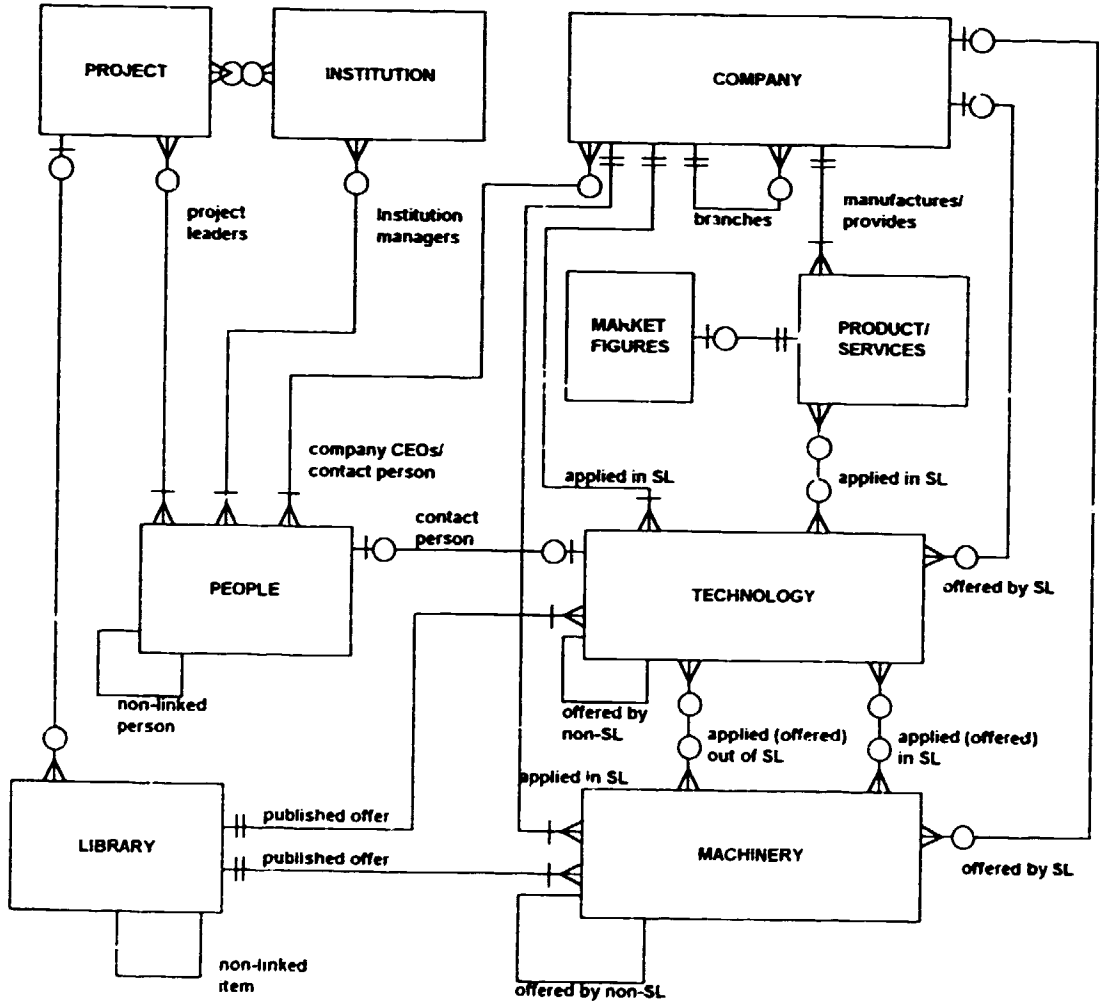 PROJECT
INSTITUTION
COMPANY
project
leaders
Institution
managers
branches
manufactures/
provides
MARKET
FIGURES
PRODUCT/
SERVICES
company CEOs/
contact person
applied in SL
applied in SL
contact
person
PEOPLE
TECHNOLOGY
offered by SL
non-linked
person
offered by
non-SL
applied (offered)
out of SL
applied (offered)
in SL
applied in SL
published offer
LIBRARY
published offer
MACHINERY
offered by SL
non-linked
item
offered by non-SL